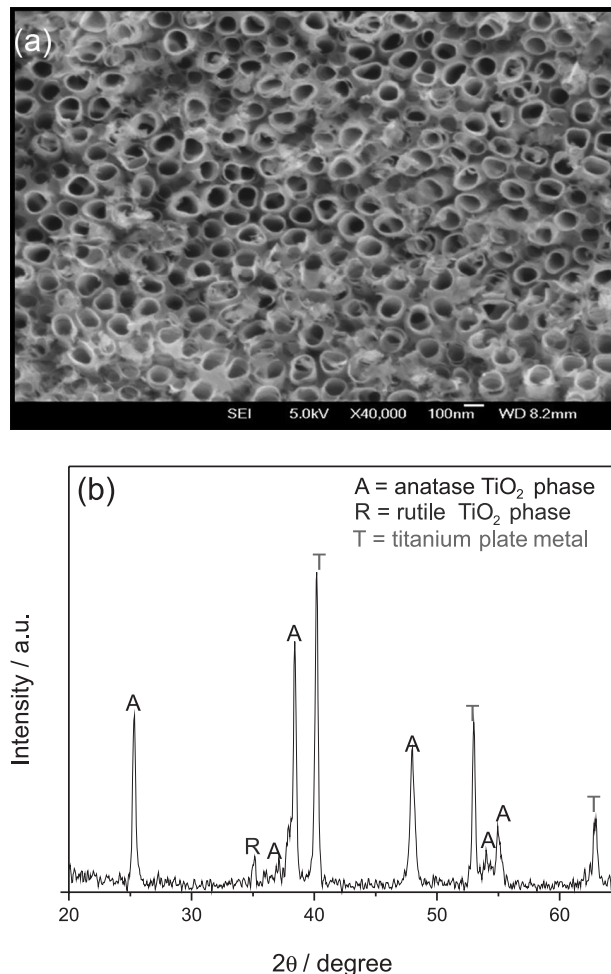 (a)
SEI 5.0kV X40,000 100nm WD 8.2mm
(b)
A = anatase TiO₂ phase
R = rutile TiO₂ phase
T = titanium plate metal
T
A
A
T
A
T
A
A
R
A
Intensity / a.u.
20 30 40 50 60
2θ / degree